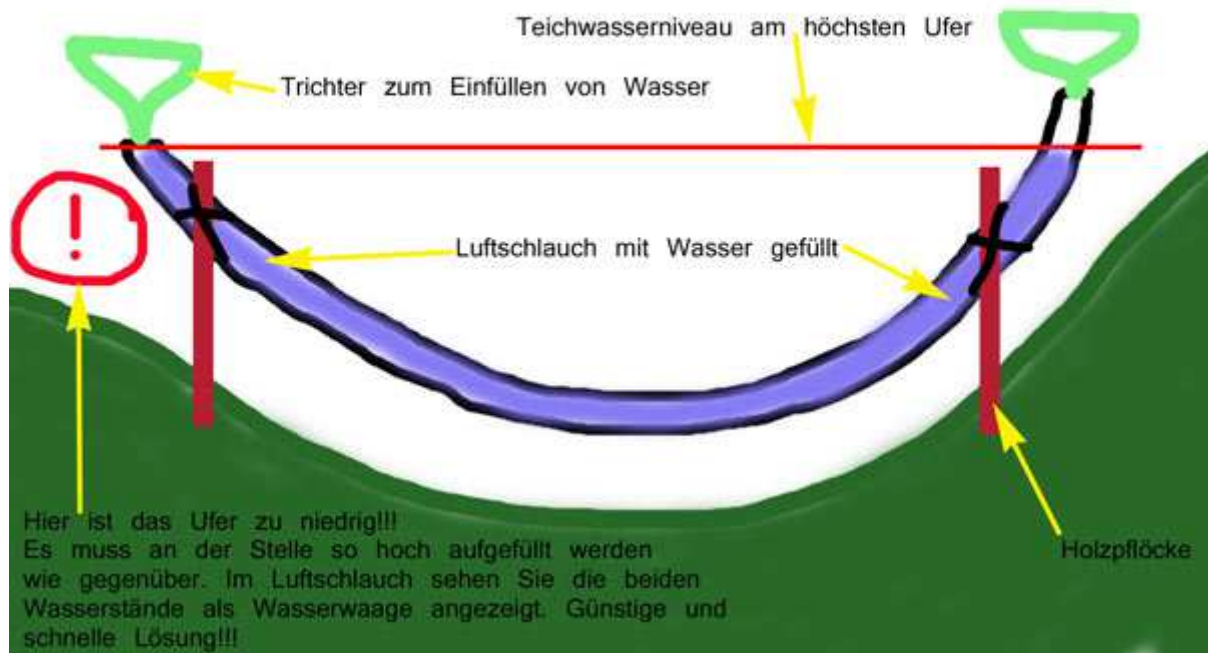 Teichwasserniveau am höchsten Ufer
Trichter zum Einfüllen von Wasser
!
Luftschlauch mit Wasser gefüllt
Hier ist das Ufer zu niedrig!!!
Es muss an der Stelle so hoch aufgefüllt werden
wie gegenüber. Im Luftschlauch sehen Sie die beiden
Wasserstände als Wasserwaage angezeigt. Günstige und
schnelle Lösung!!!
Holzpflöcke